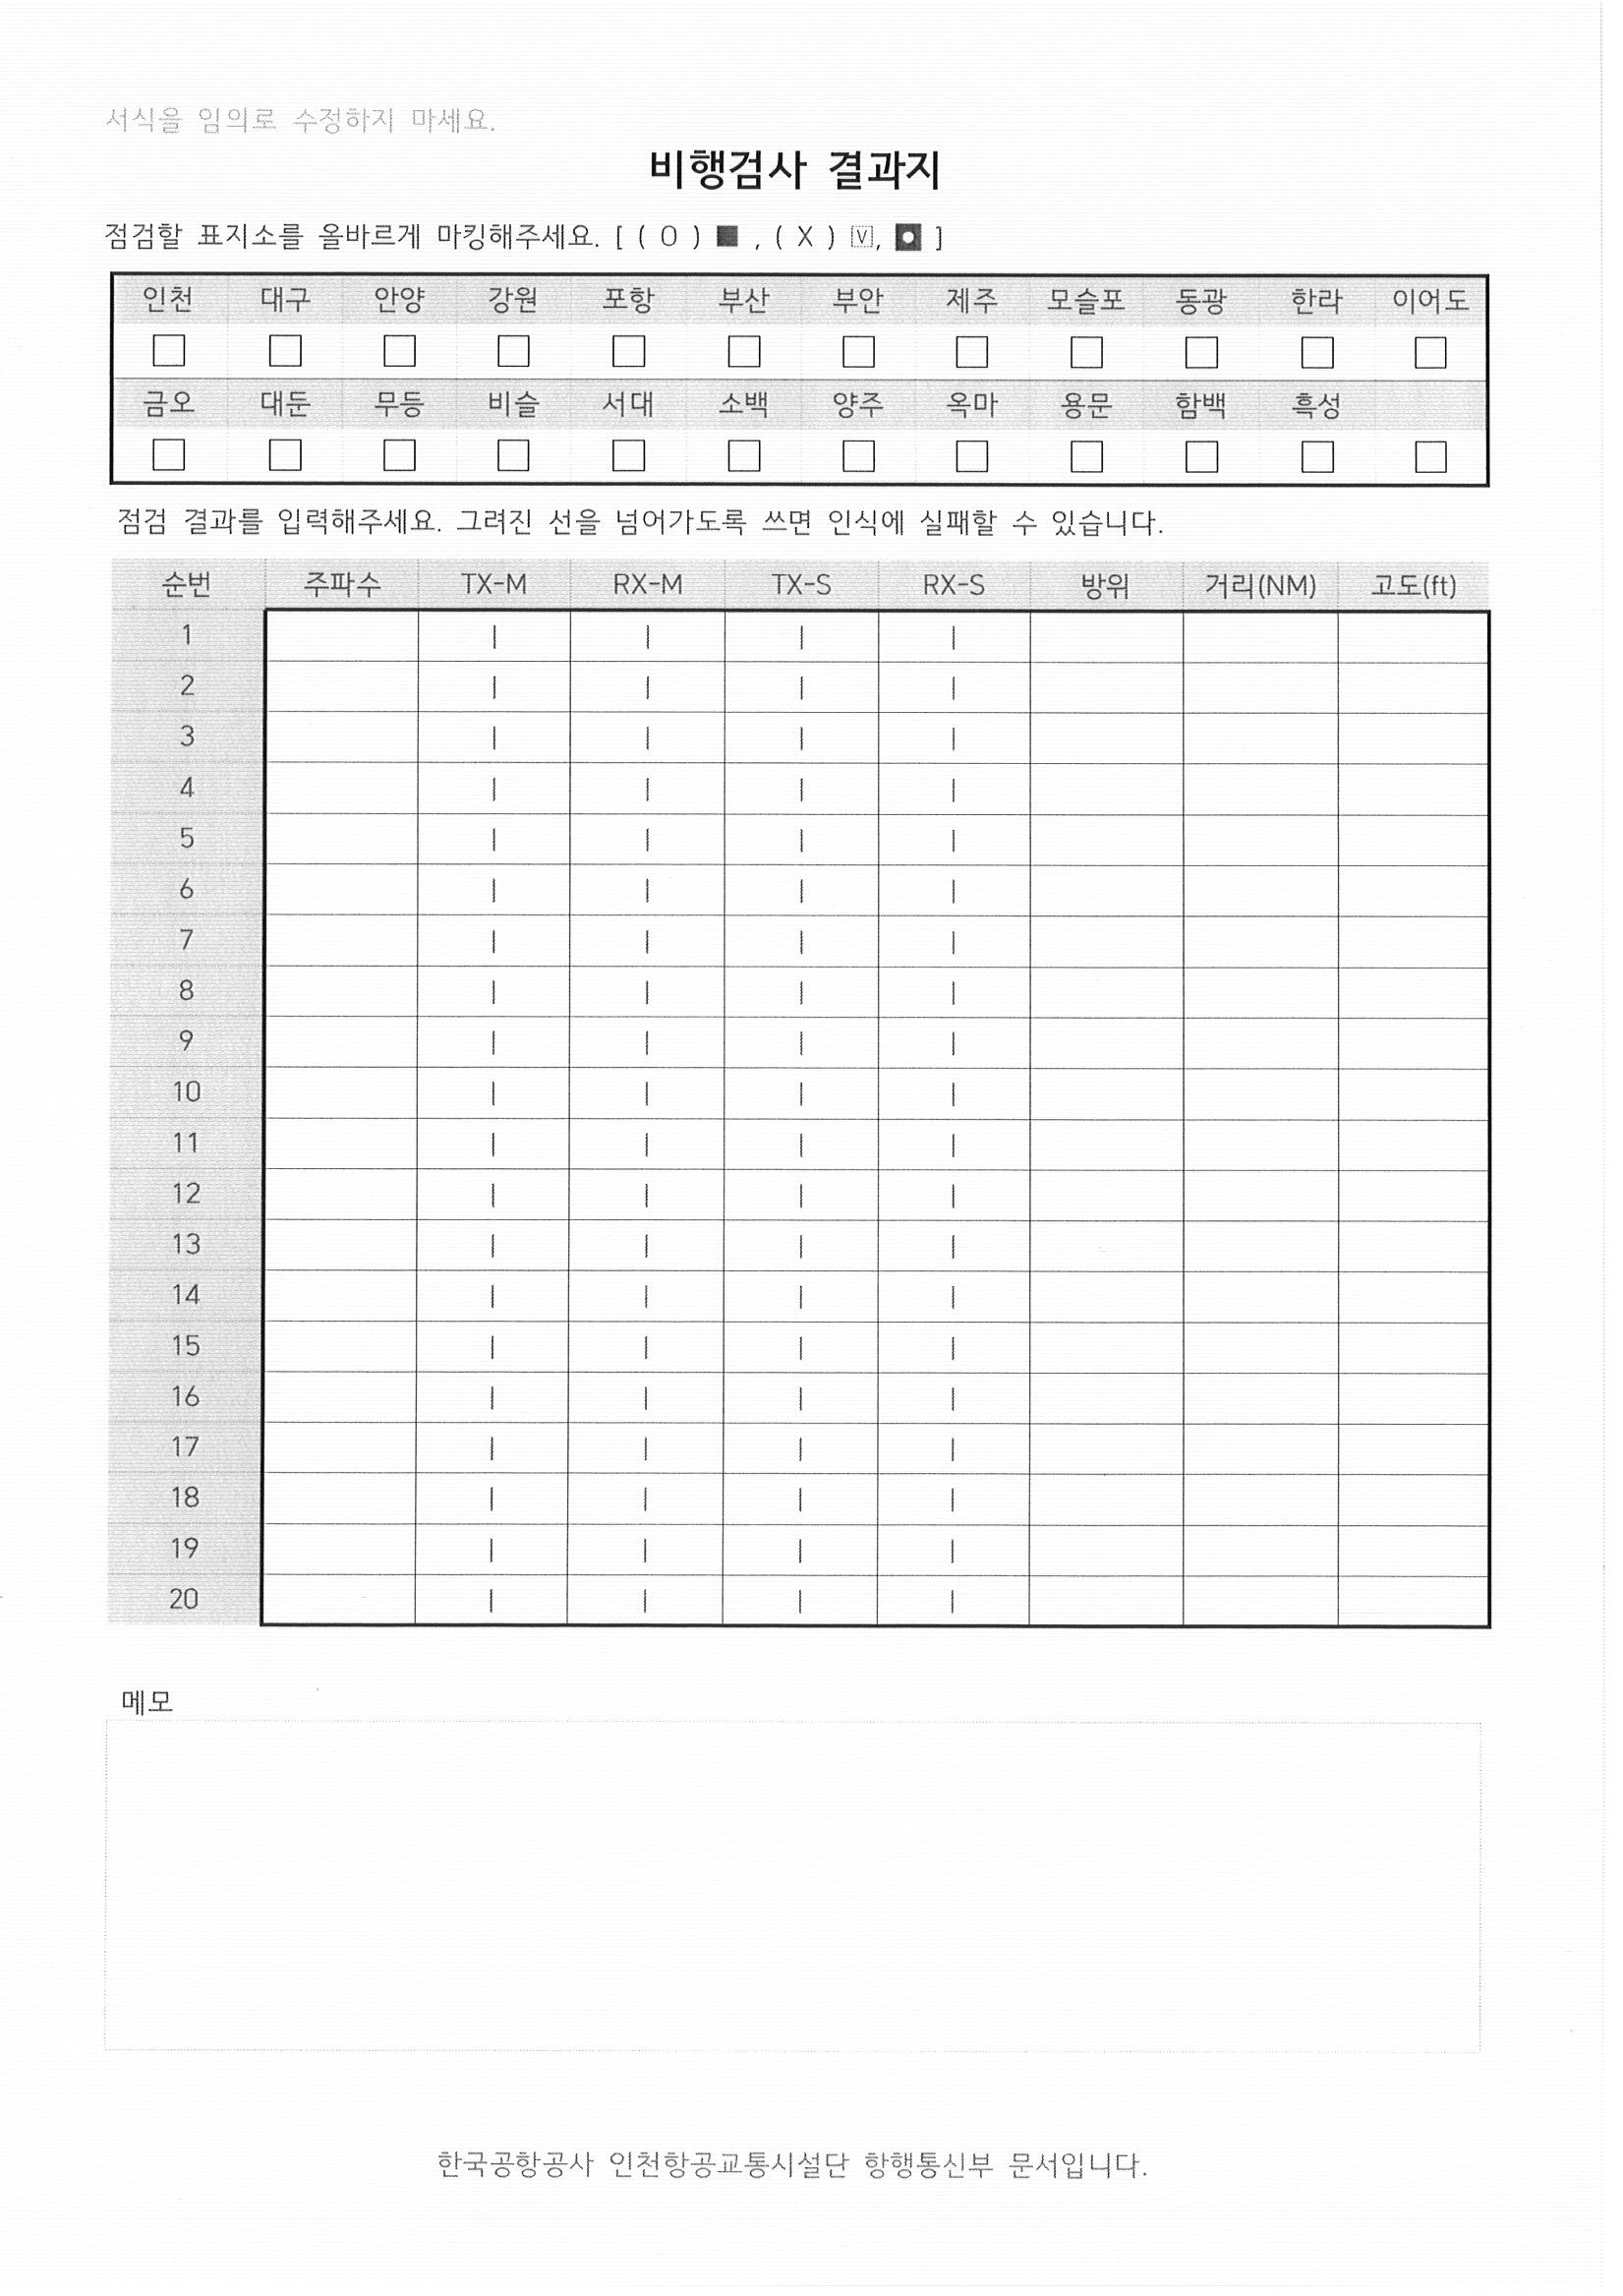 서식을 임의로 수정하지 마세요.
비행검사 결과지
점검할 표지소를 올바르게 마킹해주세요. [ ( O ) ■ , ( X ) V, ]
인천 대구 안양 강원 포항 부산 부안 제주 모슬포 동광 한라 이어도
금오 대둔 무등 비슬 서대 소백 양주 옥마 용문 함백 흑성
점검 결과를 입력해주세요. 그려진 선을 넘어가도록 쓰면 인식에 실패할 수 있습니다.
순번 주파수 TX-M RX-M TX-S RX-S 방위 거리(NM) 고도(ft)
1 | | | |
2 | | | |
3 | | | |
4 | | | |
5 | | | |
6 | | | |
7 | | | |
8 | | | |
9 | | | |
10 | | | |
11 | | | |
12 | | | |
13 | | | |
14 | | | |
15 | | | |
16 | | | |
17 | | | |
18 | | | |
19 | | | |
20 | | | |
메모
한국공항공사 인천항공교통시설단 항행통신부 문서입니다.